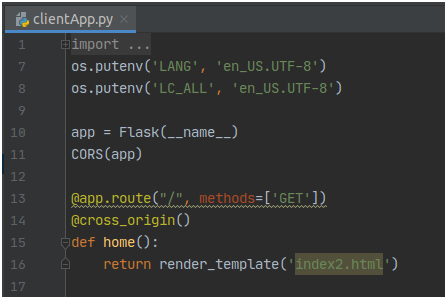 clientApp.py
1 import ...
7 os.putenv('LANG', 'en_US.UTF-8')
8 os.putenv('LC_ALL', 'en_US.UTF-8')
9
10 app = Flask(__name__)
11 CORS(app)
12
13 @app.route("/", methods=['GET'])
14 @cross_origin()
15 def home():
16 return render_template('index2.html')
17